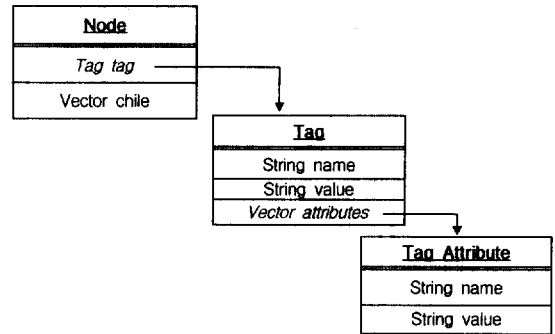 Node
Tag tag
Vector chile
Tag
String name
String value
Vector attributes
Tag Attribute
String name
String value